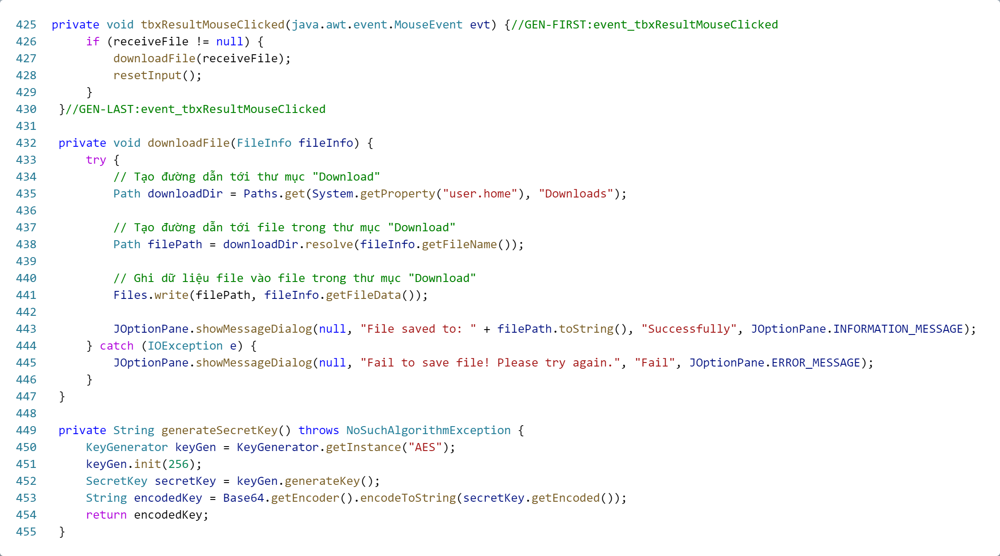 425 private void tbxResultMouseClicked(java.awt.event.MouseEvent evt) {//GEN-FIRST:event_tbxResultMouseClicked
426 if (receiveFile != null) {
427 downloadFile(receiveFile);
428 resetInput();
429 }
430 }//GEN-LAST:event_tbxResultMouseClicked
431
432 private void downloadFile(FileInfo fileInfo) {
433 try {
434 // Tạo đường dẫn tới thư mục "Download"
435 Path downloadDir = Paths.get(System.getProperty("user.home"), "Downloads");
436
437 // Tạo đường dẫn tới file trong thư mục "Download"
438 Path filePath = downloadDir.resolve(fileInfo.getFileName());
439
440 // Ghi dữ liệu file vào file trong thư mục "Download"
441 Files.write(filePath, fileInfo.getFileData());
442
443 JOptionPane.showMessageDialog(null, "File saved to: " + filePath.toString(), "Successfully", JOptionPane.INFORMATION_MESSAGE);
444 } catch (IOException e) {
445 JOptionPane.showMessageDialog(null, "Fail to save file! Please try again.", "Fail", JOptionPane.ERROR_MESSAGE);
446 }
447 }
448
449 private String generateSecretKey() throws NoSuchAlgorithmException {
450 KeyGenerator keyGen = KeyGenerator.getInstance("AES");
451 keyGen.init(256);
452 SecretKey secretKey = keyGen.generateKey();
453 String encodedKey = Base64.getEncoder().encodeToString(secretKey.getEncoded());
454 return encodedKey;
455 }